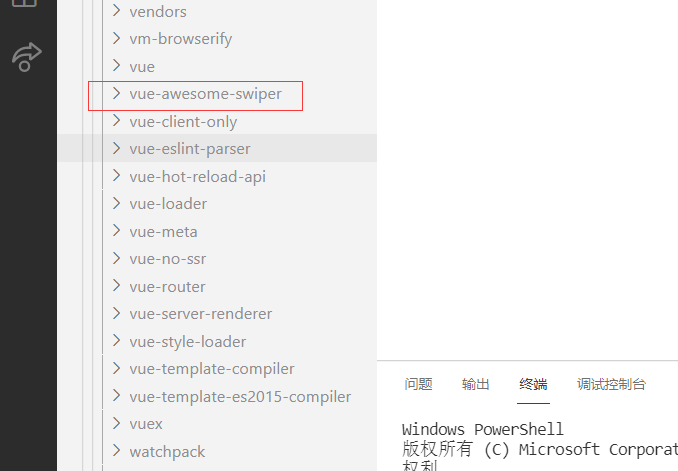 vendors
vm-browserify
vue
vue-awesome-swiper
vue-client-only
vue-eslint-parser
vue-hot-reload-api
vue-loader
vue-meta
vue-no-ssr
vue-router
vue-server-renderer
vue-style-loader
vue-template-compiler
vue-template-es2015-compiler
vuex
watchpack
问题 输出 终端 调试控制台
Windows PowerShell
版权所有 (C) Microsoft Corporat
权利